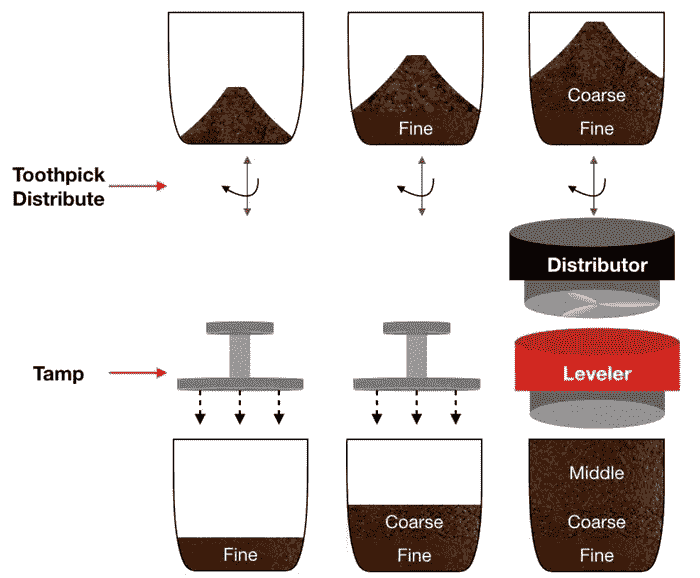 Fine
Coarse
Fine
Toothpick
Distribute
Distributor
Tamp
Leveler
Fine
Coarse
Fine
Middle
Coarse
Fine